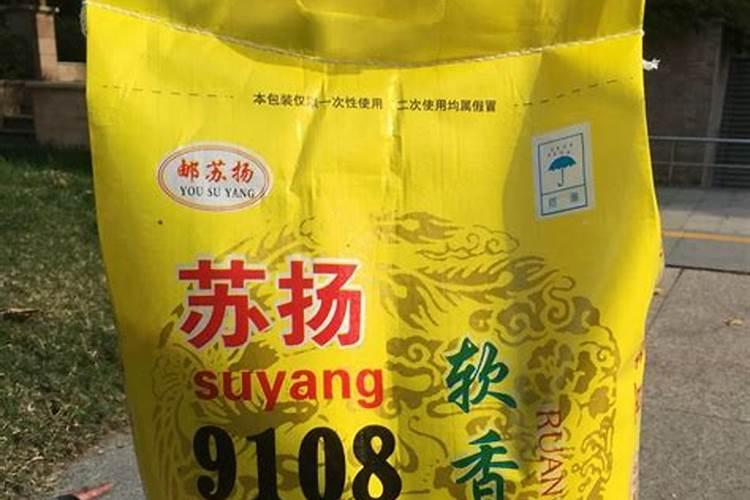 本包装仅限一次性使用 二次使用均属假冒
邮苏扬
YOU SU YANG
苏扬
suyang
9108
软香
RUAN